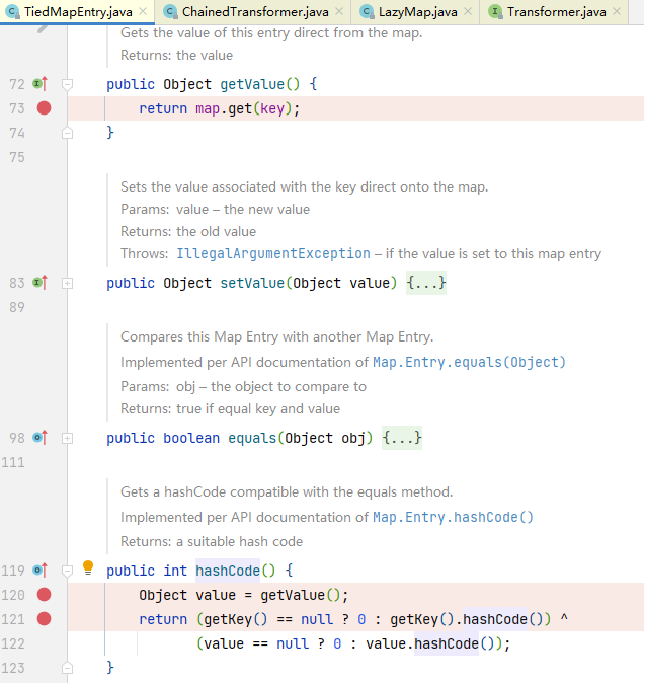 TiedMapEntry.java ChainedTransformer.java LazyMap.java Transformer.java
Gets the value of this entry direct from the map.
Returns: the value
72 public Object getValue() {
73 return map.get(key);
74 }
75
Sets the value associated with the key direct onto the map.
Params: value – the new value
Returns: the old value
Throws: IllegalArgumentException – if the value is set to this map entry
83 public Object setValue(Object value) {...}
89
Compares this Map Entry with another Map Entry.
Implemented per API documentation of Map.Entry.equals(Object)
Params: obj – the object to compare to
Returns: true if equal key and value
98 public boolean equals(Object obj) {...}
111
Gets a hashCode compatible with the equals method.
Implemented per API documentation of Map.Entry.hashCode()
Returns: a suitable hash code
119 public int hashCode() {
120 Object value = getValue();
121 return (getKey() == null ? 0 : getKey().hashCode()) ^
122 (value == null ? 0 : value.hashCode());
123 }